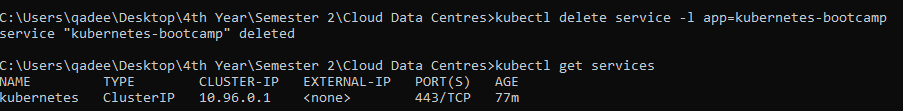 C:\Users\qadee\Desktop\4th Year\Semester 2\Cloud Data Centres>kubectl delete service -l app=kubernetes-bootcamp
service "kubernetes-bootcamp" deleted
C:\Users\qadee\Desktop\4th Year\Semester 2\Cloud Data Centres>kubectl get services
NAME TYPE CLUSTER-IP EXTERNAL-IP PORT(S) AGE
kubernetes ClusterIP 10.96.0.1 <none> 443/TCP 77m